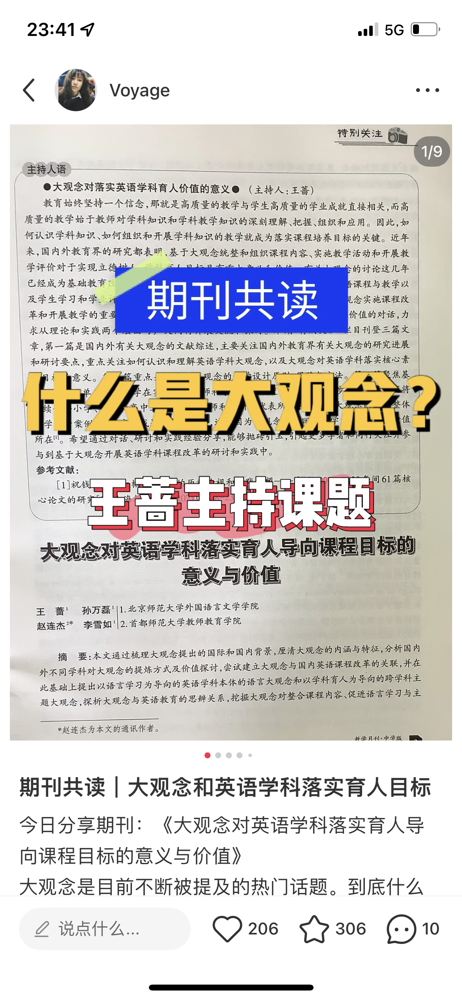 23:41
5G
Voyage
特别关注
1/9
主持人语
●大观念对落实英语学科育人价值的意义●（主持人:王蔷）
教育始终坚持一个信念,那就是高质量的教学与学生高质量的学业成就直接相关,而高
质量的教学始于教师对学科知识和学科教学知识的深刻理解、把握、组织和应用。因此,如
何认识学科知识、如何组织和开展学科知识的教学就成为落实课程培养目标的关键。近年
来,国内外教育界的研究都表明,基于大观念统整和组织课程内容、实施教学活动和开展教
学评价对于实现立德树人 的讨论这几年
已经成为基础教育改 语课程与教学以
及学生学习和学业评 观念实施课程改
革和开展教学的重要 价值的对话,力
求从理论和实践两个 栏目刊登三篇文
章,第一篇是国内外有关大观念的文献综述,主要关注国内外教育界有关大观念的研究进展
和研讨要点,重点关注如何认识和理解英语学科大观念,以及大观念对英语学科落实核心素
意义。 篇重点 观念的 聚焦基
单 学在 将
续 小学、 高中 师和 代表所 整体
学 案例 因为 观念 学 值
所在[1]。希望通过对话、研讨和实践经验分享,能够抛砖引玉,引起更多学者和同行关注并参
与到基于大观念开展英语学科课程改革的研讨和实践中。
参考文献:
[1]祝钱 间61篇核
心论文的研究
期刊共读
什么是大观念?
王蔷主持课题
大观念对英语学科落实育人导向课程目标的
意义与价值
王 蔷1 孙万磊1 1.北京师范大学外国语言文学学院
赵连杰2* 李雪如1 2.首都师范大学教师教育学院
摘 要:本文通过梳理大观念提出的国际和国内背景,厘清大观念的内涵与特征,分析国内
外不同学科对大观念的提炼方式及价值探讨,尝试建立大观念与国内英语课程改革的关联,并在
此基础上提出以语言学习为导向的英语学科本体的语言大观念和以学科育人为导向的跨学科主
题大观念,探析大观念与英语教育的思辨关系,挖掘大观念对整合课程内容、促进语言学习与主
*赵连杰为本文的通讯作者。
教学月刊·中学版
期刊共读｜大观念和英语学科落实育人目标
今日分享期刊：《大观念对英语学科落实育人导
向课程目标的意义与价值》
大观念是目前不断被提及的热门话题。到底什么
说点什么...
206
306
10